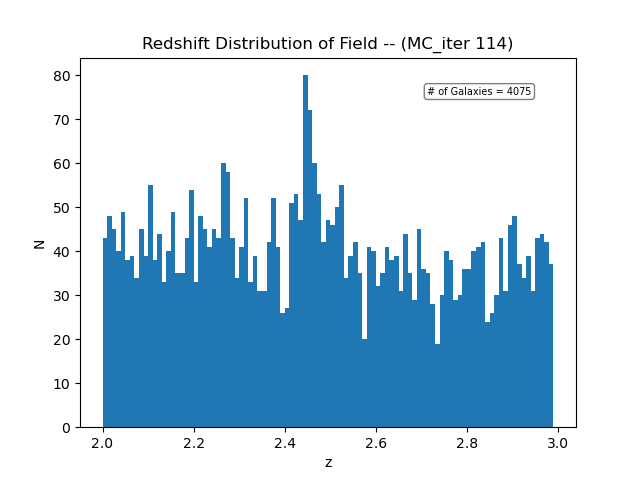 Redshift Distribution of Field -- (MC_iter 114)
# of Galaxies = 4075
80
70
60
50
40
30
20
10
0
N
2.0 2.2 2.4 2.6 2.8 3.0
z